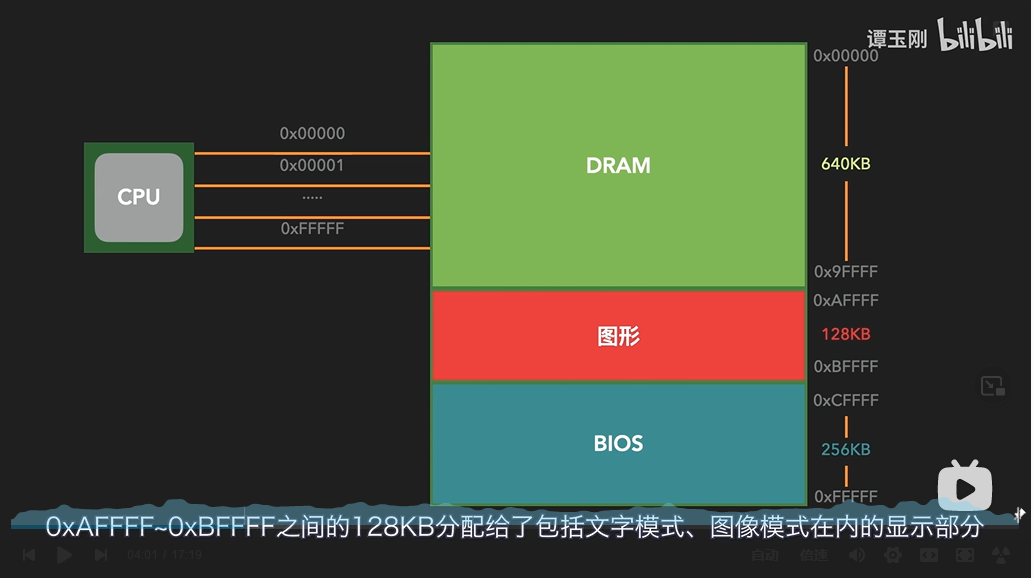 谭玉刚 bilibili
0x00000
0x00000
0x00001
.....
0xFFFFF
CPU
DRAM
640KB
0x9FFFF
0xAFFFF
图形
128KB
0xBFFFF
0xCFFFF
BIOS
256KB
0xFFFFF
0xAFFFF~0xBFFFF之间的128KB分配给了包括文字模式、图像模式在内的显示部分
04:01 / 17:19
自动 倍速